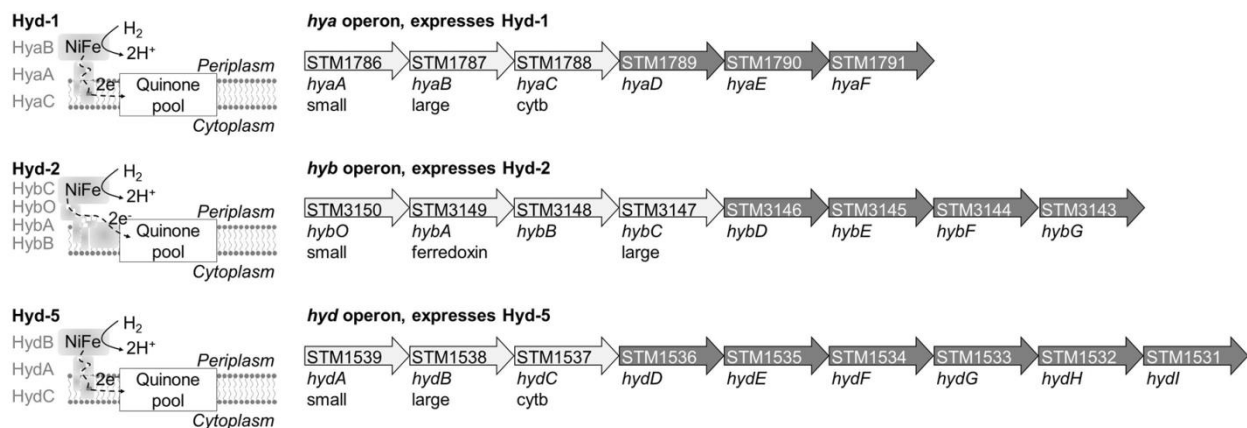 Hyd-1
HyaB
HyaA
HyaC
NiFe
H2
2H+
2e-
Quinone
pool
Periplasm
Cytoplasm
hya operon, expresses Hyd-1
STM1786 STM1787 STM1788 STM1789 STM1790 STM1791
hyaA hyaB hyaC hyaD hyaE hyaF
small large cytb
Hyd-2
HybC
HybO
HybA
HybB
NiFe
H2
2H+
2e-
Quinone
pool
Periplasm
Cytoplasm
hyb operon, expresses Hyd-2
STM3150 STM3149 STM3148 STM3147 STM3146 STM3145 STM3144 STM3143
hybO hybA hybB hybC hybD hybE hybF hybG
small ferredoxin large
Hyd-5
HydB
HydA
HydC
NiFe
H2
2H+
2e-
Quinone
pool
Periplasm
Cytoplasm
hyd operon, expresses Hyd-5
STM1539 STM1538 STM1537 STM1536 STM1535 STM1534 STM1533 STM1532 STM1531
hydA hydB hydC hydD hydE hydF hydG hydH hydI
small large cytb